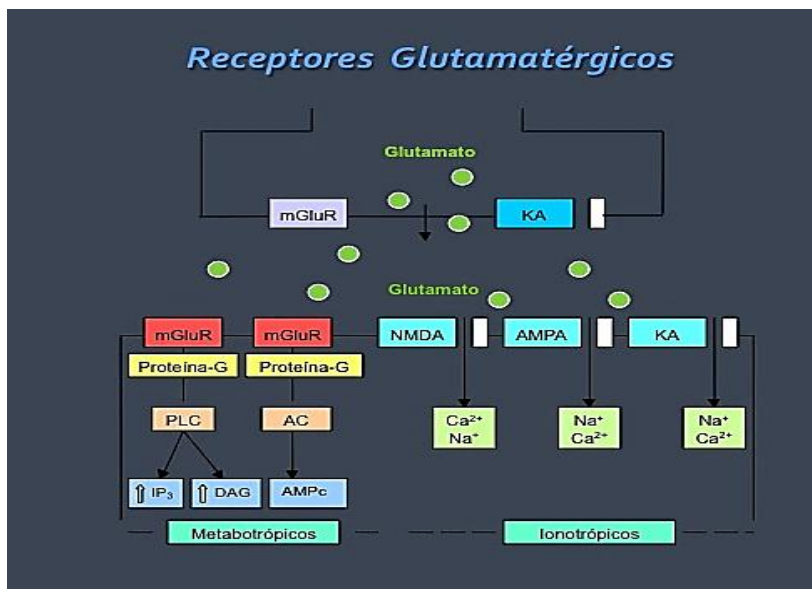 Receptores Glutamatérgicos
Glutamato
mGluR
KA
Glutamato
mGluR
mGluR
NMDA
AMPA
KA
Proteína-G
Proteína-G
PLC
AC
Ca²⁺
Na⁺
Na⁺
Ca²⁺
Na⁺
Ca²⁺
⇧ IP₃
⇧ DAG
AMPc
Metabotrópicos
Ionotrópicos